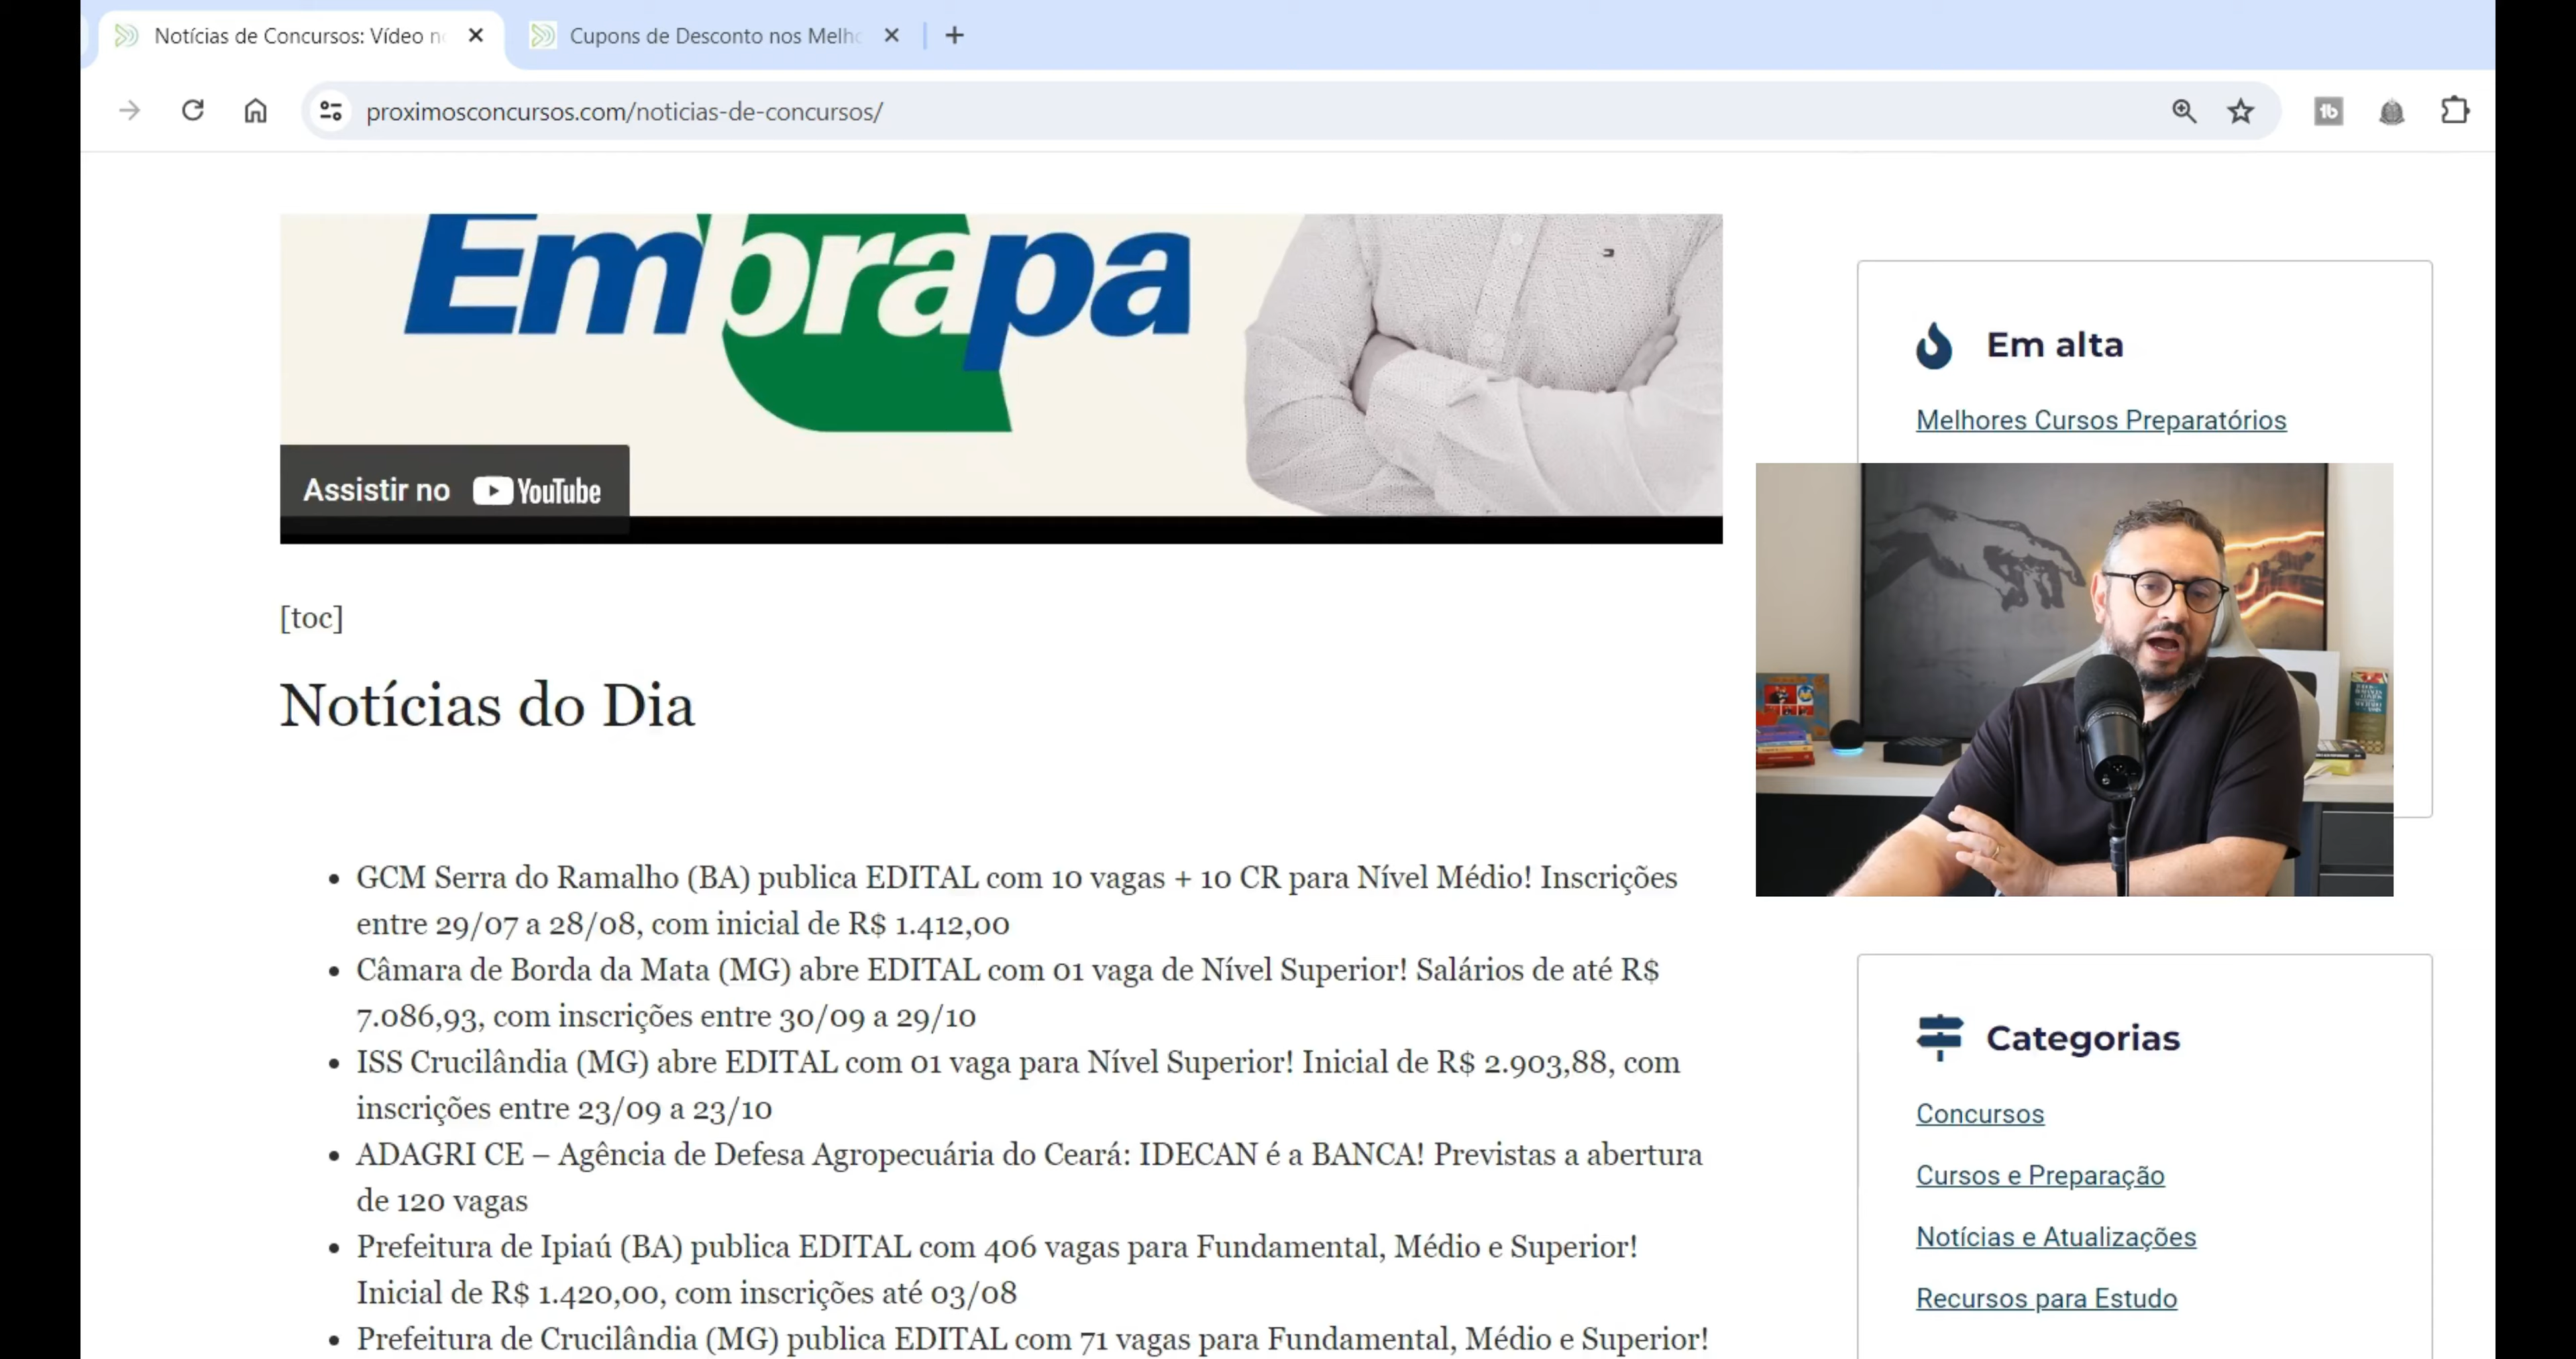 Notícias de Concursos: Vídeo n
Cupons de Desconto nos Melh
proximosconcursos.com/noticias-de-concursos/
tb
Embrapa
Assistir no YouTube
[toc]
Notícias do Dia
GCM Serra do Ramalho (BA) publica EDITAL com 10 vagas + 10 CR para Nível Médio! Inscrições
entre 29/07 a 28/08, com inicial de R$ 1.412,00
Câmara de Borda da Mata (MG) abre EDITAL com 01 vaga de Nível Superior! Salários de até R$
7.086,93, com inscrições entre 30/09 a 29/10
ISS Crucilândia (MG) abre EDITAL com 01 vaga para Nível Superior! Inicial de R$ 2.903,88, com
inscrições entre 23/09 a 23/10
ADAGRI CE – Agência de Defesa Agropecuária do Ceará: IDECAN é a BANCA! Previstas a abertura
de 120 vagas
Prefeitura de Ipiaú (BA) publica EDITAL com 406 vagas para Fundamental, Médio e Superior!
Inicial de R$ 1.420,00, com inscrições até 03/08
Prefeitura de Crucilândia (MG) publica EDITAL com 71 vagas para Fundamental, Médio e Superior!
Em alta
Melhores Cursos Preparatórios
Categorias
Concursos
Cursos e Preparação
Notícias e Atualizações
Recursos para Estudo